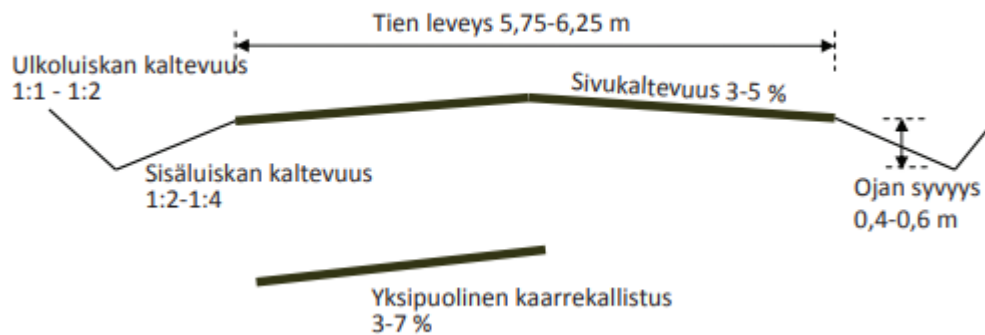 Tien leveys 5,75-6,25 m
Ulkoluiskan kaltevuus
1:1 - 1:2
Sivukaltevuus 3-5 %
Sisäluiskan kaltevuus
1:2-1:4
Ojan syvyys
0,4-0,6 m
Yksipuolinen kaarrekallistus
3-7 %